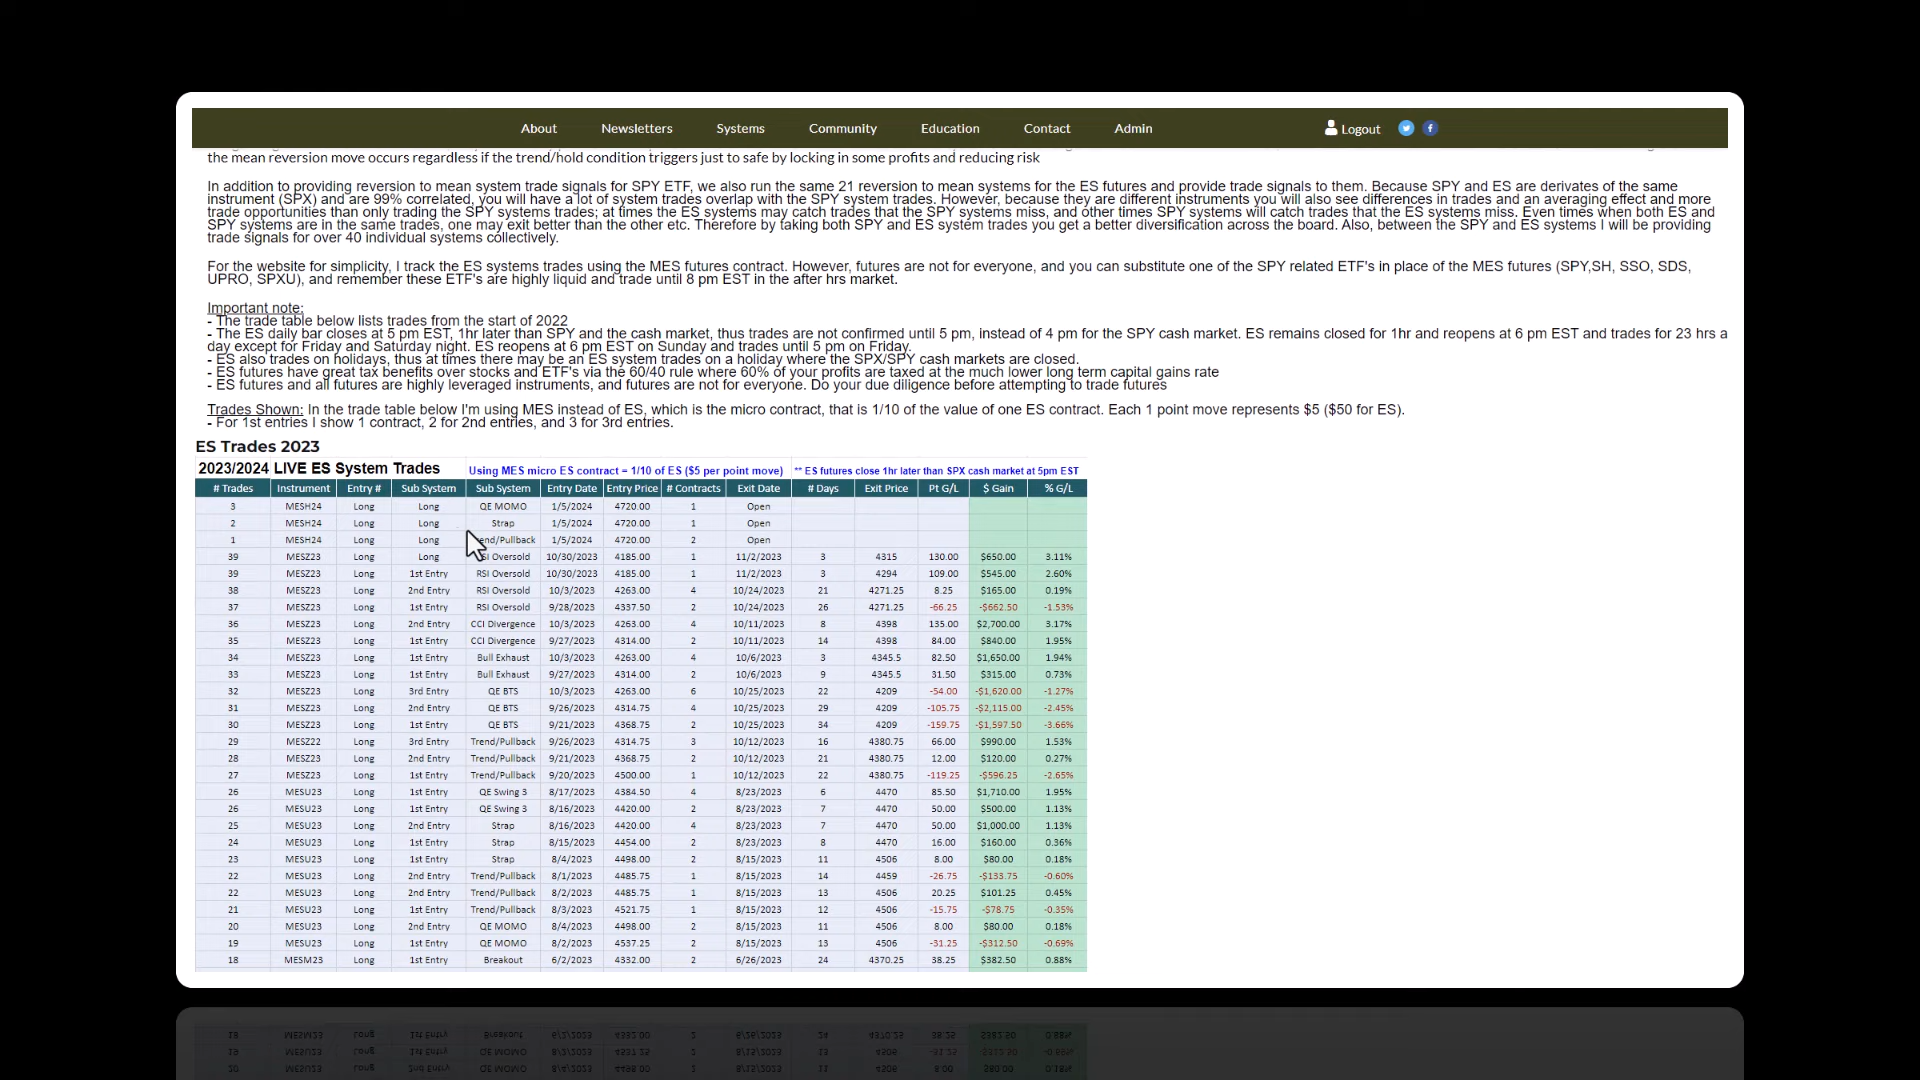 About Newsletters Systems Community Education Contact Admin Logout
the mean reversion move occurs regardless if the trend/hold condition triggers just to safe by locking in some profits and reducing risk
In addition to providing reversion to mean system trade signals for SPY ETF, we also run the same 21 reversion to mean systems for the ES futures and provide trade signals to them. Because SPY and ES are derivates of the same
instrument (SPX) and are 99% correlated, you will have a lot of system trades overlap with the SPY system trades. However, because they are different instruments you will also see differences in trades and an averaging effect and more
trade opportunities than only trading the SPY systems trades; at times the ES systems may catch trades that the SPY systems miss, and other times SPY systems will catch trades that the ES systems miss. Even times when both ES and
SPY systems are in the same trades, one may exit better than the other etc. Therefore by taking both SPY and ES system trades you get a better diversification across the board. Also, between the SPY and ES systems I will be providing
trade signals for over 40 individual systems collectively.
For the website for simplicity, I track the ES systems trades using the MES futures contract. However, futures are not for everyone, and you can substitute one of the SPY related ETF's in place of the MES futures (SPY,SH, SSO, SDS,
UPRO, SPXU), and remember these ETF's are highly liquid and trade until 8 pm EST in the after hrs market.
Important note:
- The trade table below lists trades from the start of 2022
- The ES daily bar closes at 5 pm EST, 1hr later than SPY and the cash market, thus trades are not confirmed until 5 pm, instead of 4 pm for the SPY cash market. ES remains closed for 1hr and reopens at 6 pm EST and trades for 23 hrs a
day except for Friday and Saturday night. ES reopens at 6 pm EST on Sunday and trades until 5 pm on Friday.
- ES also trades on holidays, thus at times there may be an ES system trades on a holiday where the SPX/SPY cash markets are closed.
- ES futures have great tax benefits over stocks and ETF's via the 60/40 rule where 60% of your profits are taxed at the much lower long term capital gains rate
- ES futures and all futures are highly leveraged instruments, and futures are not for everyone. Do your due diligence before attempting to trade futures
Trades Shown: In the trade table below I'm using MES instead of ES, which is the micro contract, that is 1/10 of the value of one ES contract. Each 1 point move represents $5 ($50 for ES).
- For 1st entries I show 1 contract, 2 for 2nd entries, and 3 for 3rd entries.
ES Trades 2023
2023/2024 LIVE ES System Trades Using MES micro ES contract = 1/10 of ES ($5 per point move) ** ES futures close 1hr later than SPX cash market at 5pm EST
# Trades Instrument Entry # Sub System Sub System Entry Date Entry Price # Contracts Exit Date # Days Exit Price Pt G/L $ Gain % G/L
3 MESH24 Long Long QE MOMO 1/5/2024 4720.00 1 Open
2 MESH24 Long Long Strap 1/5/2024 4720.00 1 Open
1 MESH24 Long Long end/Pullback 1/5/2024 4720.00 2 Open
39 MESZ23 Long Long SI Oversold 10/30/2023 4185.00 1 11/2/2023 3 4315 130.00 $650.00 3.11%
39 MESZ23 Long 1st Entry RSI Oversold 10/30/2023 4185.00 1 11/2/2023 3 4294 109.00 $545.00 2.60%
38 MESZ23 Long 2nd Entry RSI Oversold 10/3/2023 4263.00 4 10/24/2023 21 4271.25 8.25 $165.00 0.19%
37 MESZ23 Long 1st Entry RSI Oversold 9/28/2023 4337.50 2 10/24/2023 26 4271.25 -66.25 -$662.50 -1.53%
36 MESZ23 Long 2nd Entry CCI Divergence 10/3/2023 4263.00 4 10/11/2023 8 4398 135.00 $2,700.00 3.17%
35 MESZ23 Long 1st Entry CCI Divergence 9/27/2023 4314.00 2 10/11/2023 14 4398 84.00 $840.00 1.95%
34 MESZ23 Long 1st Entry Bull Exhaust 10/3/2023 4263.00 4 10/6/2023 3 4345.5 82.50 $1,650.00 1.94%
33 MESZ23 Long 1st Entry Bull Exhaust 9/27/2023 4314.00 2 10/6/2023 9 4345.5 31.50 $315.00 0.73%
32 MESZ23 Long 3rd Entry QE BTS 10/3/2023 4263.00 6 10/25/2023 22 4209 -54.00 -$1,620.00 -1.27%
31 MESZ23 Long 2nd Entry QE BTS 9/26/2023 4314.75 4 10/25/2023 29 4209 -105.75 -$2,115.00 -2.45%
30 MESZ23 Long 1st Entry QE BTS 9/21/2023 4368.75 2 10/25/2023 34 4209 -159.75 -$1,597.50 -3.66%
29 MESZ22 Long 3rd Entry Trend/Pullback 9/26/2023 4314.75 3 10/12/2023 16 4380.75 66.00 $990.00 1.53%
28 MESZ23 Long 2nd Entry Trend/Pullback 9/21/2023 4368.75 2 10/12/2023 21 4380.75 12.00 $120.00 0.27%
27 MESZ23 Long 1st Entry Trend/Pullback 9/20/2023 4500.00 1 10/12/2023 22 4380.75 -119.25 -$596.25 -2.65%
26 MESU23 Long 1st Entry QE Swing 3 8/17/2023 4384.50 4 8/23/2023 6 4470 85.50 $1,710.00 1.95%
26 MESU23 Long 1st Entry QE Swing 3 8/16/2023 4420.00 2 8/23/2023 7 4470 50.00 $500.00 1.13%
25 MESU23 Long 2nd Entry Strap 8/16/2023 4420.00 4 8/23/2023 7 4470 50.00 $1,000.00 1.13%
24 MESU23 Long 1st Entry Strap 8/15/2023 4454.00 2 8/23/2023 8 4470 16.00 $160.00 0.36%
23 MESU23 Long 1st Entry Strap 8/4/2023 4498.00 2 8/15/2023 11 4506 8.00 $80.00 0.18%
22 MESU23 Long 2nd Entry Trend/Pullback 8/1/2023 4485.75 1 8/15/2023 14 4459 -26.75 -$133.75 -0.60%
22 MESU23 Long 2nd Entry Trend/Pullback 8/2/2023 4485.75 1 8/15/2023 13 4506 20.25 $101.25 0.45%
21 MESU23 Long 1st Entry Trend/Pullback 8/3/2023 4521.75 1 8/15/2023 12 4506 -15.75 -$78.75 -0.35%
20 MESU23 Long 2nd Entry QE MOMO 8/4/2023 4498.00 2 8/15/2023 11 4506 8.00 $80.00 0.18%
19 MESU23 Long 1st Entry QE MOMO 8/2/2023 4537.25 2 8/15/2023 13 4506 -31.25 -$312.50 -0.69%
18 MESM23 Long 1st Entry Breakout 6/2/2023 4332.00 2 6/26/2023 24 4370.25 38.25 $382.50 0.88%